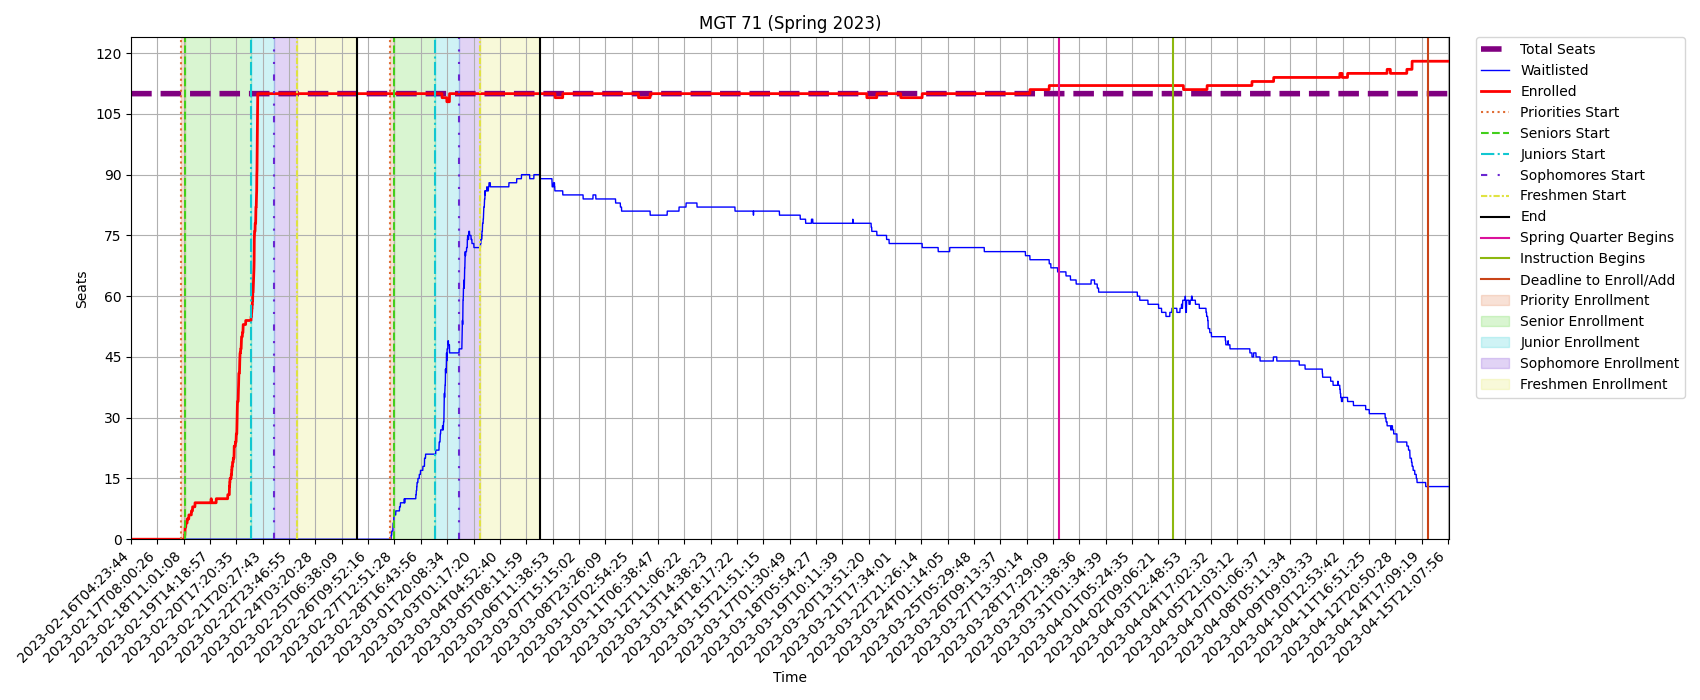 MGT 71 (Spring 2023)
120
105
90
75
60
45
30
15
0
Seats
Total Seats
Waitlisted
Enrolled
Priorities Start
Seniors Start
Juniors Start
Sophomores Start
Freshmen Start
End
Spring Quarter Begins
Instruction Begins
Deadline to Enroll/Add
Priority Enrollment
Senior Enrollment
Junior Enrollment
Sophomore Enrollment
Freshmen Enrollment
2023-02-16T04:23:44
2023-02-17T08:00:26
2023-02-18T11:01:08
2023-02-19T14:18:57
2023-02-20T17:20:35
2023-02-21T20:27:43
2023-02-22T23:46:55
2023-02-24T03:20:28
2023-02-25T06:38:09
2023-02-26T09:52:16
2023-02-27T12:51:28
2023-02-28T16:43:56
2023-03-01T20:08:34
2023-03-03T01:17:20
2023-03-04T04:52:40
2023-03-05T08:11:59
2023-03-06T11:38:53
2023-03-07T15:15:02
2023-03-08T23:26:09
2023-03-10T02:54:25
2023-03-11T06:38:47
2023-03-12T11:06:22
2023-03-13T14:38:23
2023-03-14T18:17:22
2023-03-15T21:51:15
2023-03-17T01:30:49
2023-03-18T05:54:27
2023-03-19T10:11:39
2023-03-20T13:51:20
2023-03-21T17:34:01
2023-03-22T21:26:14
2023-03-24T01:14:05
2023-03-25T05:29:48
2023-03-26T09:13:37
2023-03-27T13:30:14
2023-03-28T17:29:09
2023-03-29T21:38:36
2023-03-31T01:34:39
2023-04-01T05:24:35
2023-04-02T09:06:21
2023-04-03T12:48:53
2023-04-04T17:02:32
2023-04-05T21:03:12
2023-04-07T01:06:37
2023-04-08T05:11:34
2023-04-09T09:03:33
2023-04-10T12:53:42
2023-04-11T16:51:25
2023-04-12T20:50:28
2023-04-14T17:09:19
2023-04-15T21:07:56
Time